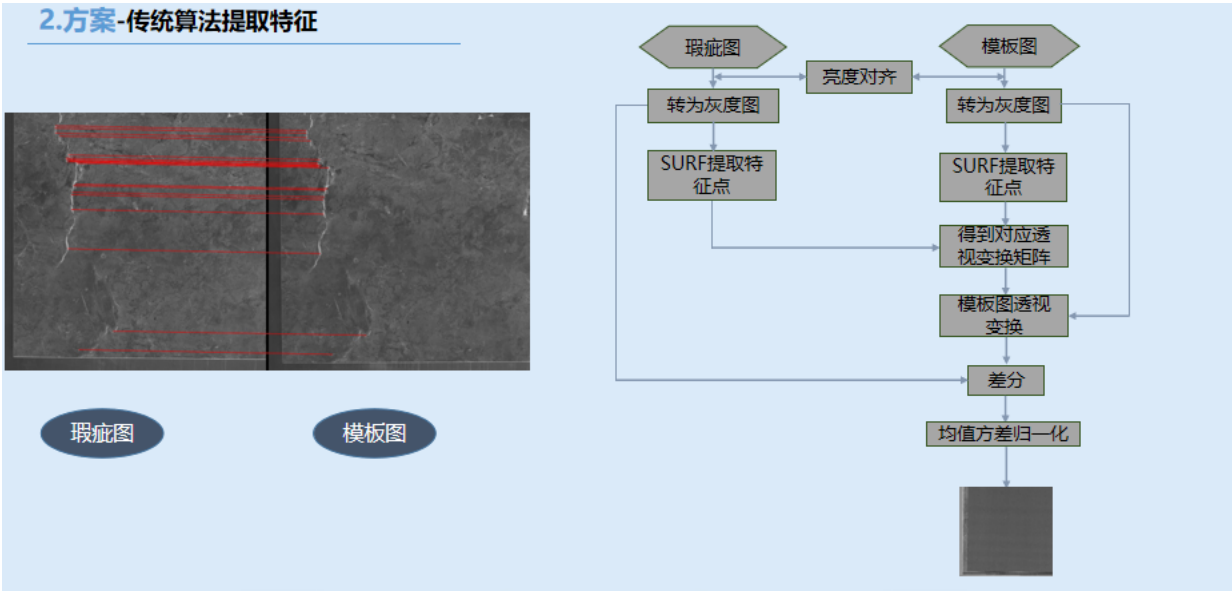 2.方案-传统算法提取特征
瑕疵图
模板图
亮度对齐
转为灰度图
转为灰度图
SURF提取特
征点
SURF提取特
征点
得到对应透
视变换矩阵
模板图透视
变换
差分
均值方差归一化
瑕疵图
模板图